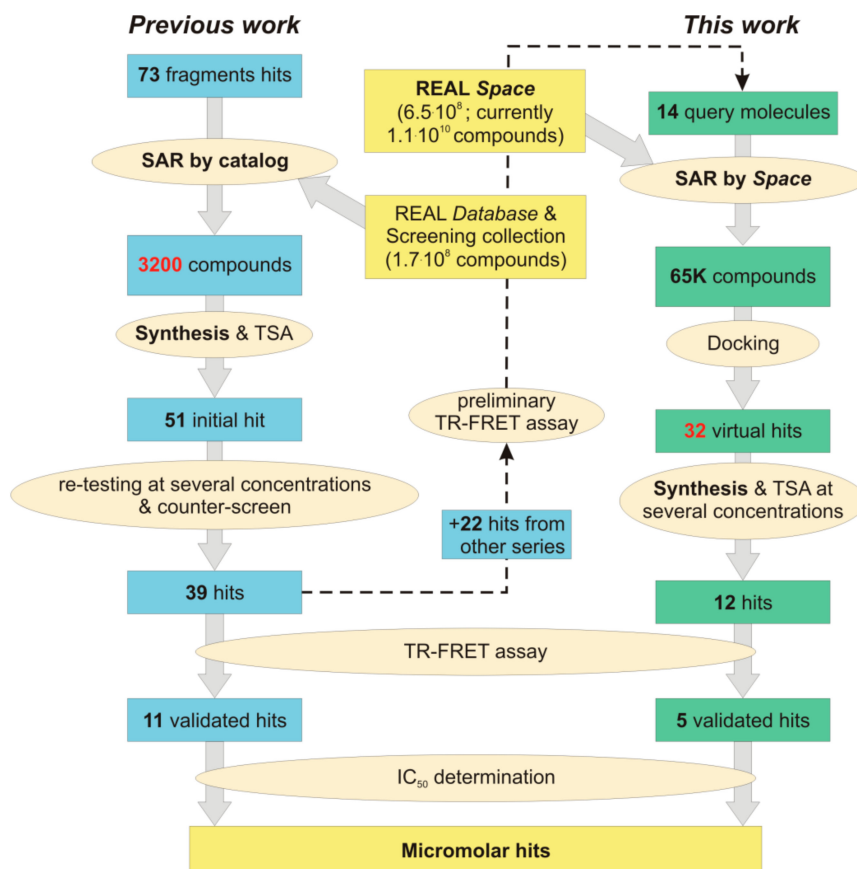 Previous work
73 fragments hits
SAR by catalog
3200 compounds
Synthesis & TSA
51 initial hit
re-testing at several concentrations
& counter-screen
39 hits
11 validated hits
REAL Space
(6.5·10⁸; currently
1.1·10¹⁰ compounds)
REAL Database &
Screening collection
(1.7·10⁸ compounds)
preliminary
TR-FRET assay
+22 hits from
other series
This work
14 query molecules
SAR by Space
65K compounds
Docking
32 virtual hits
Synthesis & TSA at
several concentrations
12 hits
5 validated hits
TR-FRET assay
IC₅₀ determination
Micromolar hits